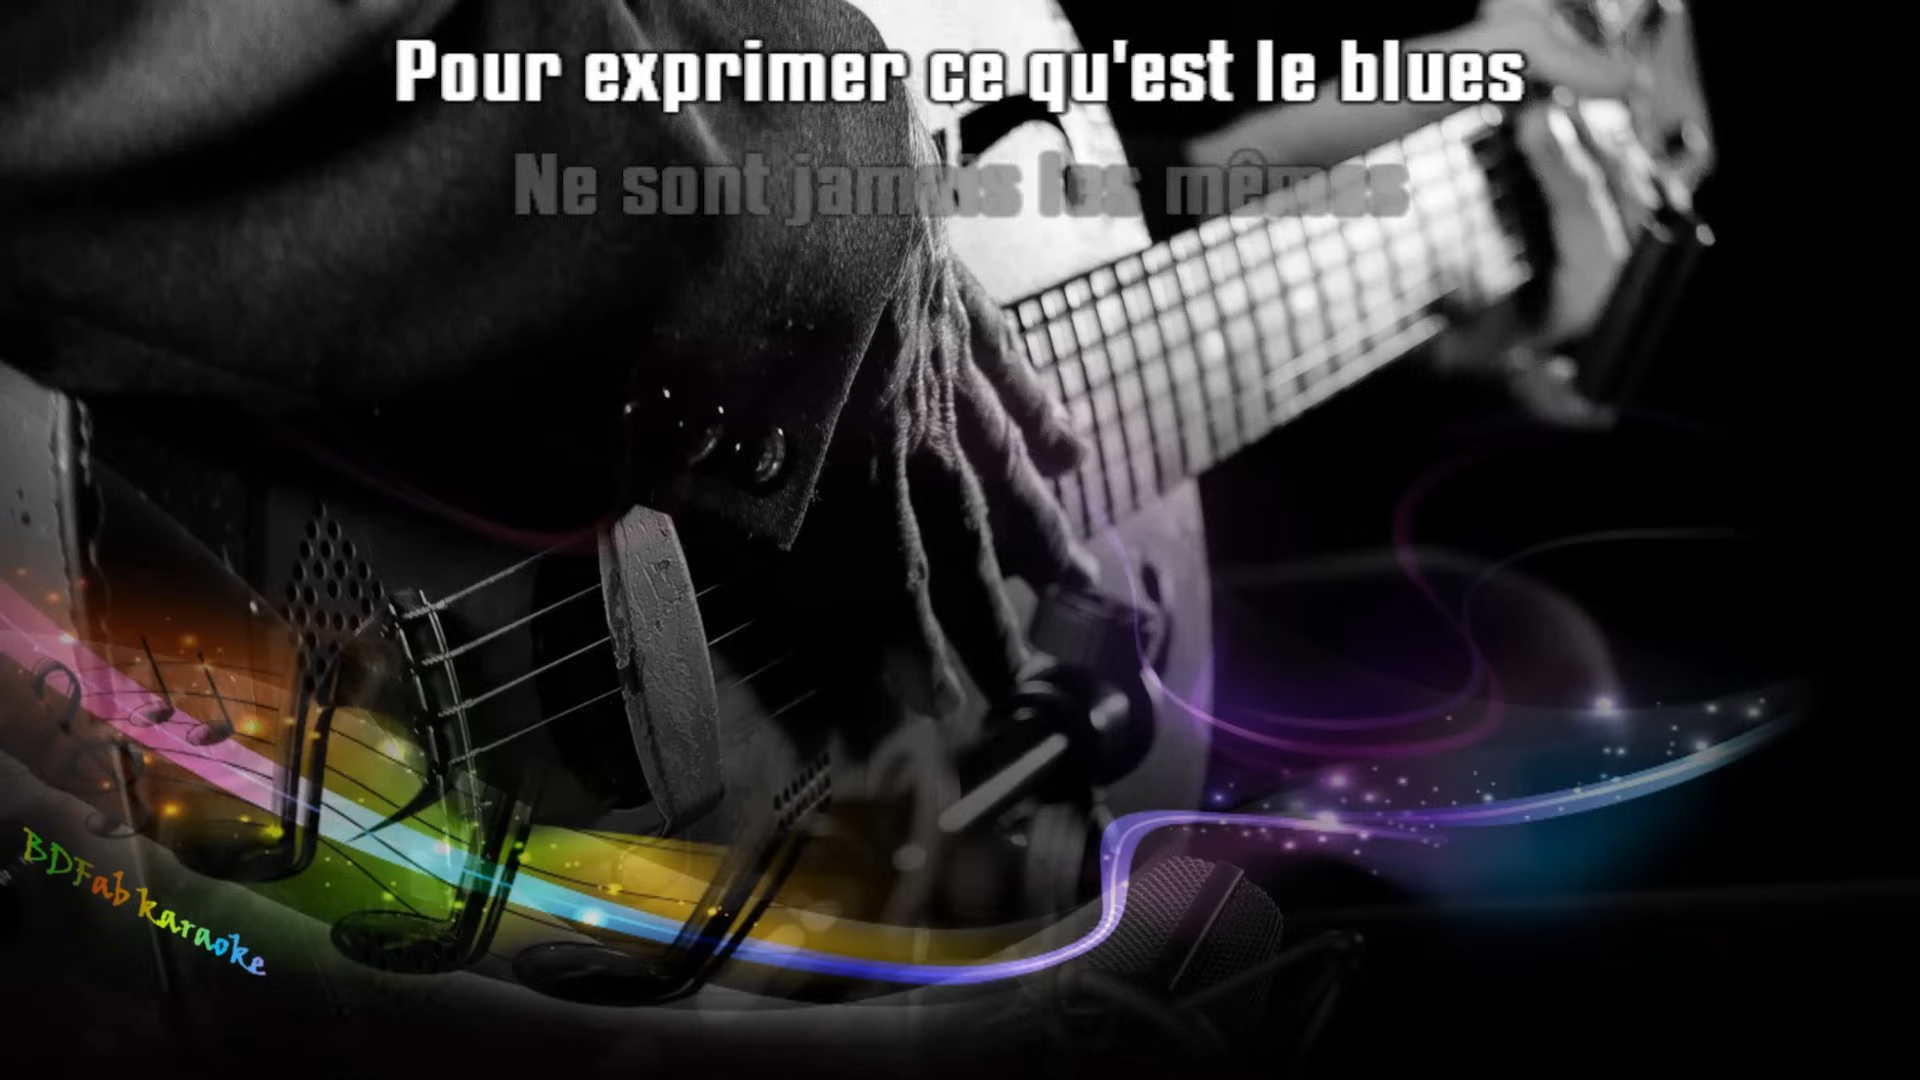 Pour exprimer ce qu'est le blues
Ne sont jamais les mêmes
BDFab karaoke